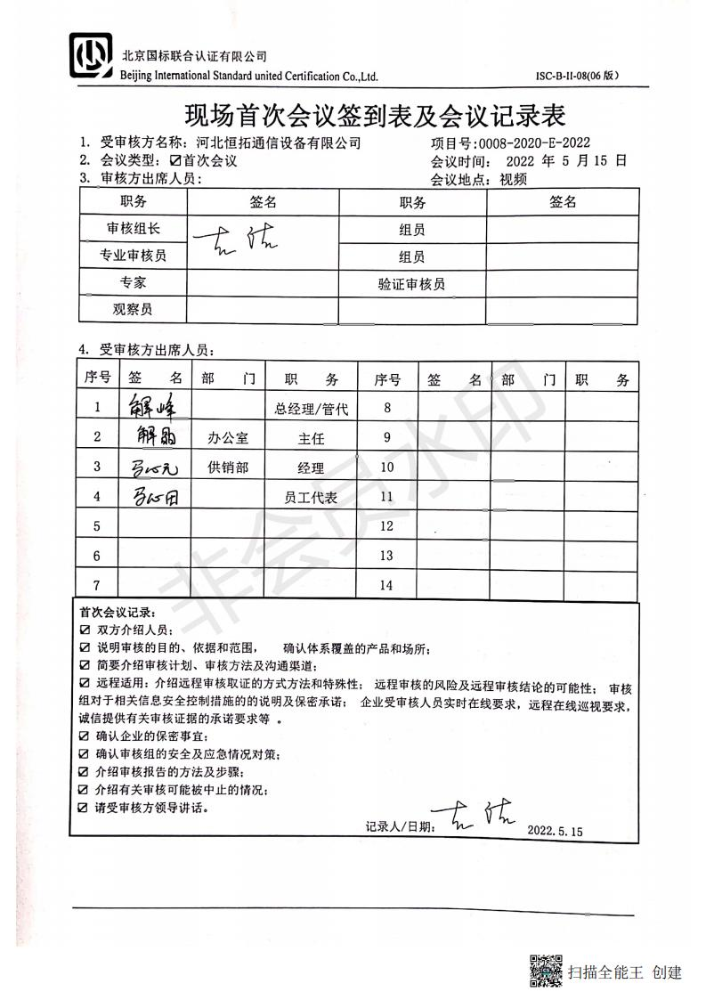 北京国标联合认证有限公司
Beijing International Standard united Certification Co.,Ltd. ISC-B-II-08(06 版)
现场首次会议签到表及会议记录表
1. 受审核方名称: 河北恒拓通信设备有限公司 项目号:0008-2020-E-2022
2. 会议类型: ☑首次会议 会议时间: 2022 年 5 月 15 日
3. 审核方出席人员: 会议地点: 视频
职务 签名 职务 签名
审核组长 组员
专业审核员 组员
专家 验证审核员
观察员
4. 受审核方出席人员:
序号 签 名 部 门 职 务 序号 签 名 部 门 职 务
1 解峰 总经理/管代 8
2 解晶 办公室 主任 9
3 马心元 供销部 经理 10
4 马心田 员工代表 11
5 12
6 13
7 14
非会员水印
首次会议记录:
☑ 双方介绍人员;
☑ 说明审核的目的、依据和范围, 确认体系覆盖的产品和场所;
☑ 简要介绍审核计划、审核方法及沟通渠道;
☑ 远程适用: 介绍远程审核取证的方式方法和特殊性; 远程审核的风险及远程审核结论的可能性; 审核
组对于相关信息安全控制措施的的说明及保密承诺; 企业受审核人员实时在线要求, 远程在线巡视要求,
诚信提供有关审核证据的承诺要求等 。
☑ 确认企业的保密事宜;
☑ 确认审核组的安全及应急情况对策;
☑ 介绍审核报告的方法及步骤;
☑ 介绍有关审核可能被中止的情况;
☑ 请受审核方领导讲话。
记录人/日期: 2022.5.15
扫描全能王 创建